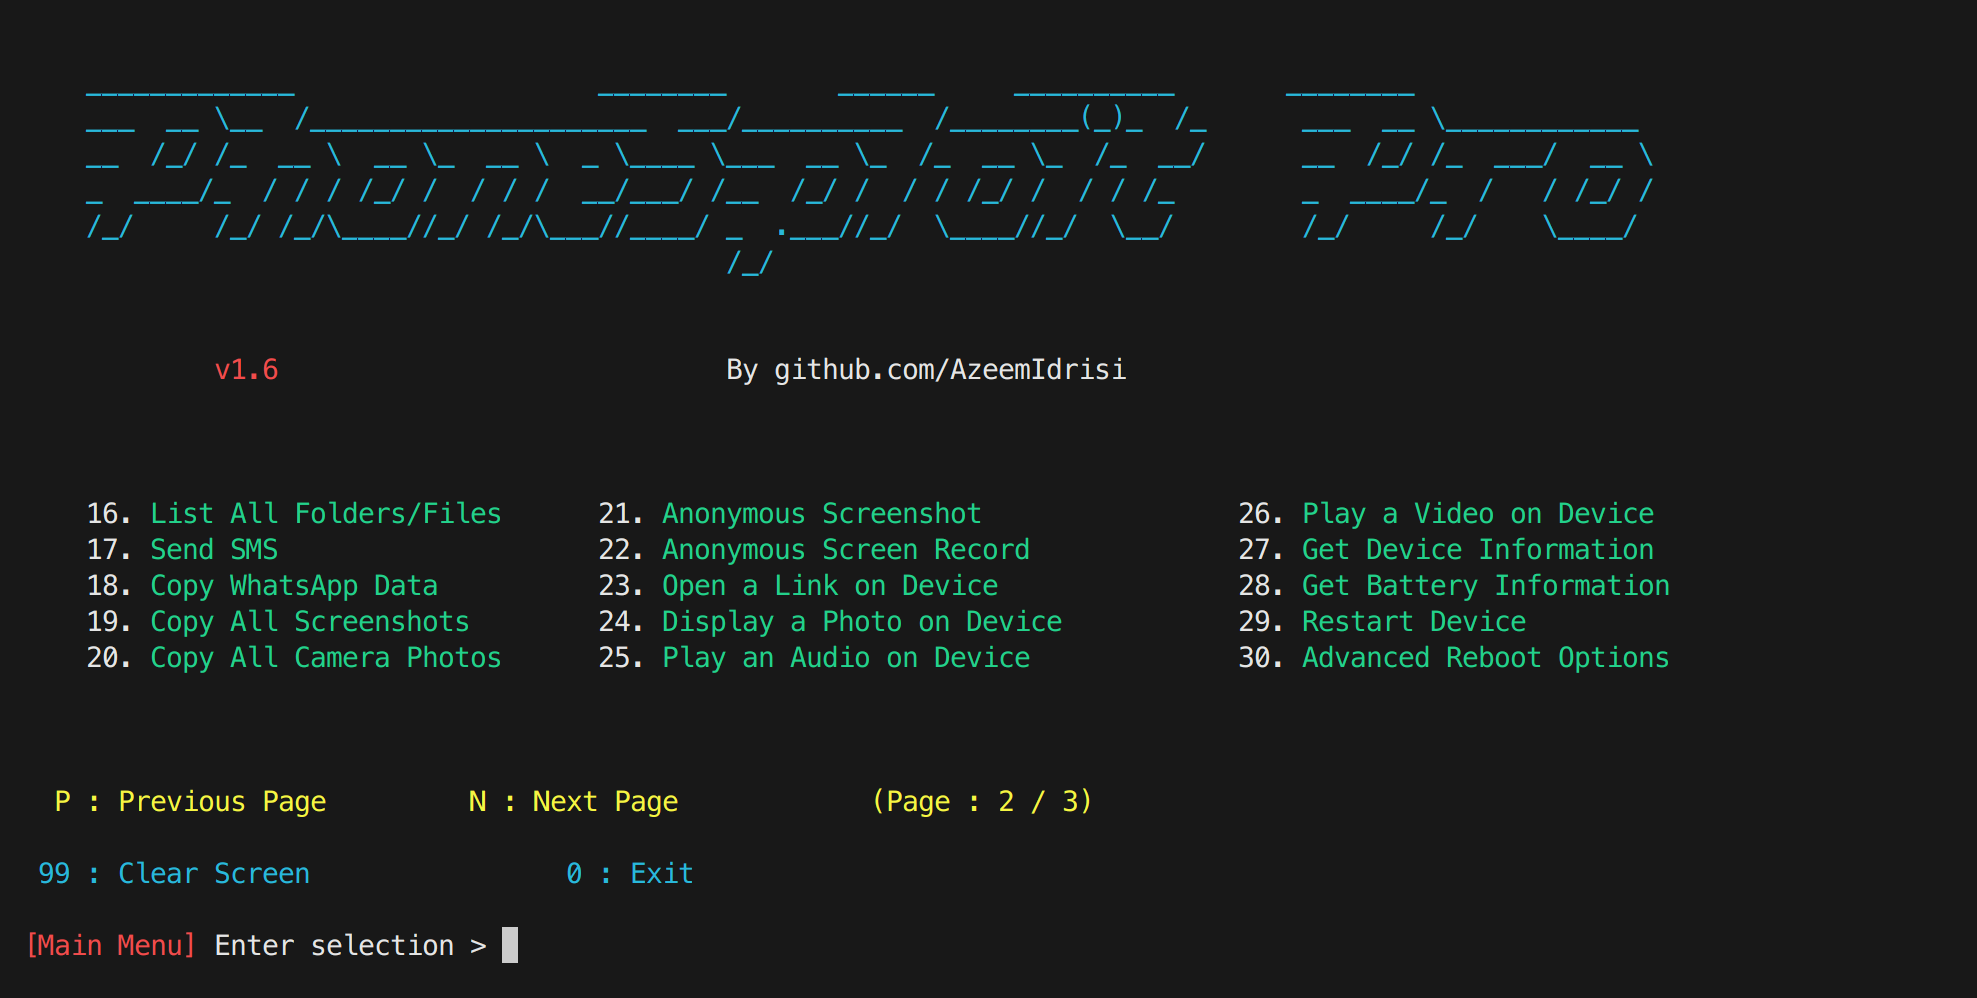 PhoneSploit Pro
v1.6 By github.com/AzeemIdrisi
16. List All Folders/Files 21. Anonymous Screenshot 26. Play a Video on Device
17. Send SMS 22. Anonymous Screen Record 27. Get Device Information
18. Copy WhatsApp Data 23. Open a Link on Device 28. Get Battery Information
19. Copy All Screenshots 24. Display a Photo on Device 29. Restart Device
20. Copy All Camera Photos 25. Play an Audio on Device 30. Advanced Reboot Options
P : Previous Page N : Next Page (Page : 2 / 3)
99 : Clear Screen 0 : Exit
[Main Menu] Enter selection >